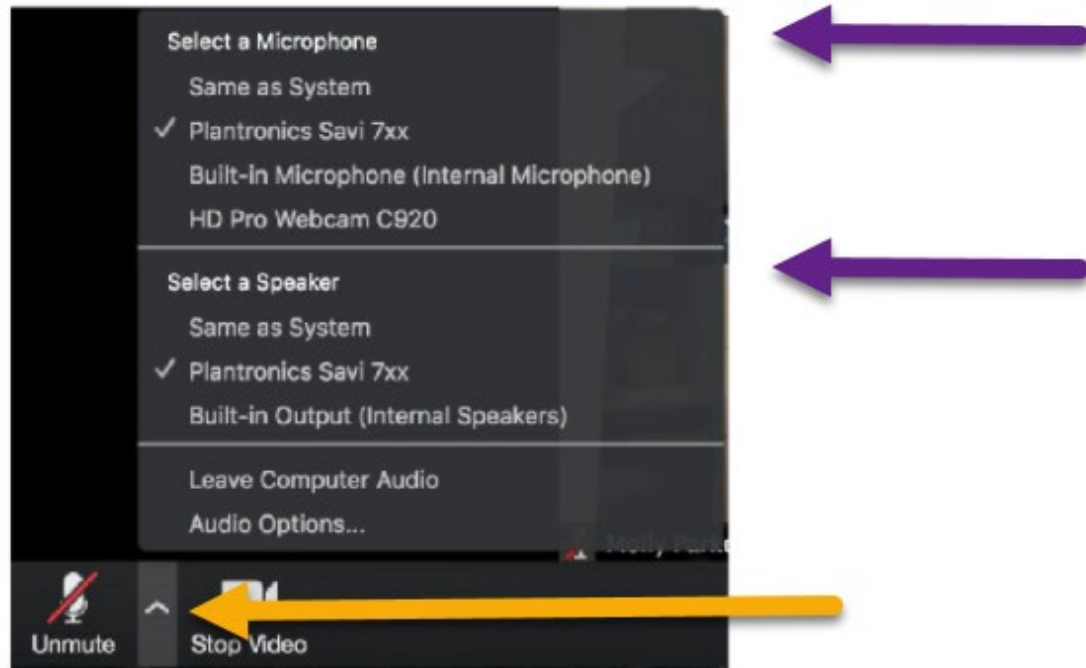 Select a Microphone
Same as System
✓ Plantronics Savi 7xx
Built-in Microphone (Internal Microphone)
HD Pro Webcam C920
Select a Speaker
Same as System
✓ Plantronics Savi 7xx
Built-in Output (Internal Speakers)
Leave Computer Audio
Audio Options...
Molly
Unmute
Stop Video